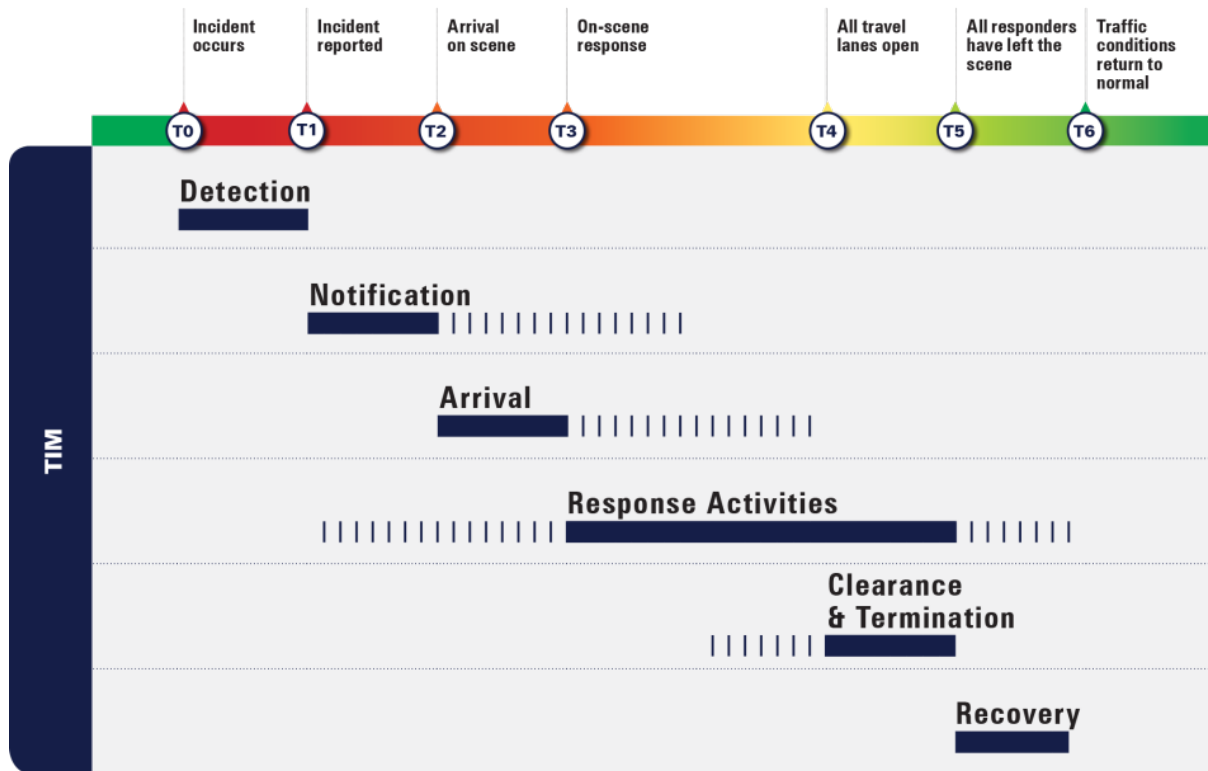 Incident
occurs
Incident
reported
Arrival
on scene
On-scene
response
All travel
lanes open
All responders
have left the
scene
Traffic
conditions
return to
normal
T0
T1
T2
T3
T4
T5
T6
TIM
Detection
Notification
Arrival
Response Activities
Clearance
& Termination
Recovery